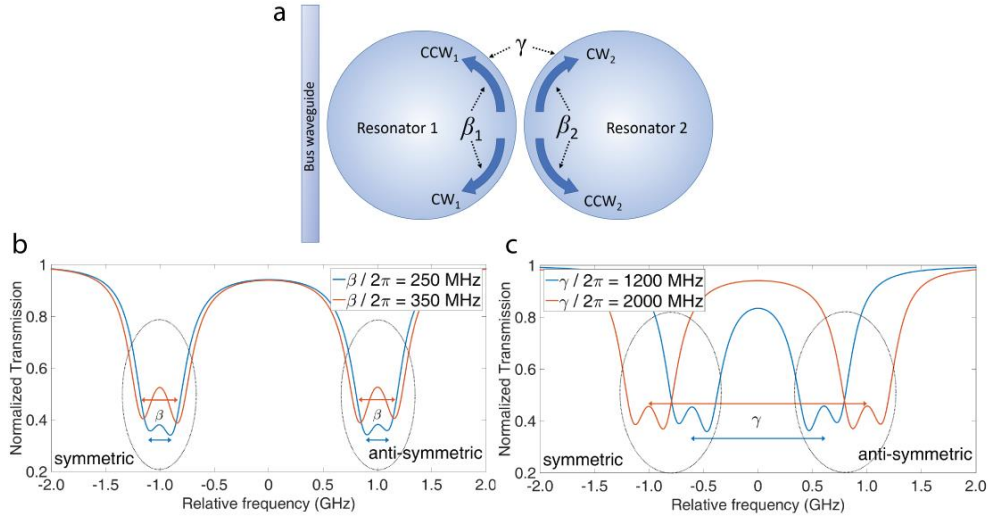 a
Bus waveguide
CCW₁
γ
CW₂
Resonator 1
β₁
β₂
Resonator 2
CW₁
CCW₂
b
Normalized Transmission
1
0.8
0.6
0.4
0.2
β / 2π = 250 MHz
β / 2π = 350 MHz
β
β
symmetric
anti-symmetric
-2.0 -1.5 -1.0 -0.5 0 0.5 1.0 1.5 2.0
Relative frequency (GHz)
c
Normalized Transmission
1
0.8
0.6
0.4
0.2
γ / 2π = 1200 MHz
γ / 2π = 2000 MHz
γ
symmetric
anti-symmetric
-2.0 -1.5 -1.0 -0.5 0 0.5 1.0 1.5 2.0
Relative frequency (GHz)